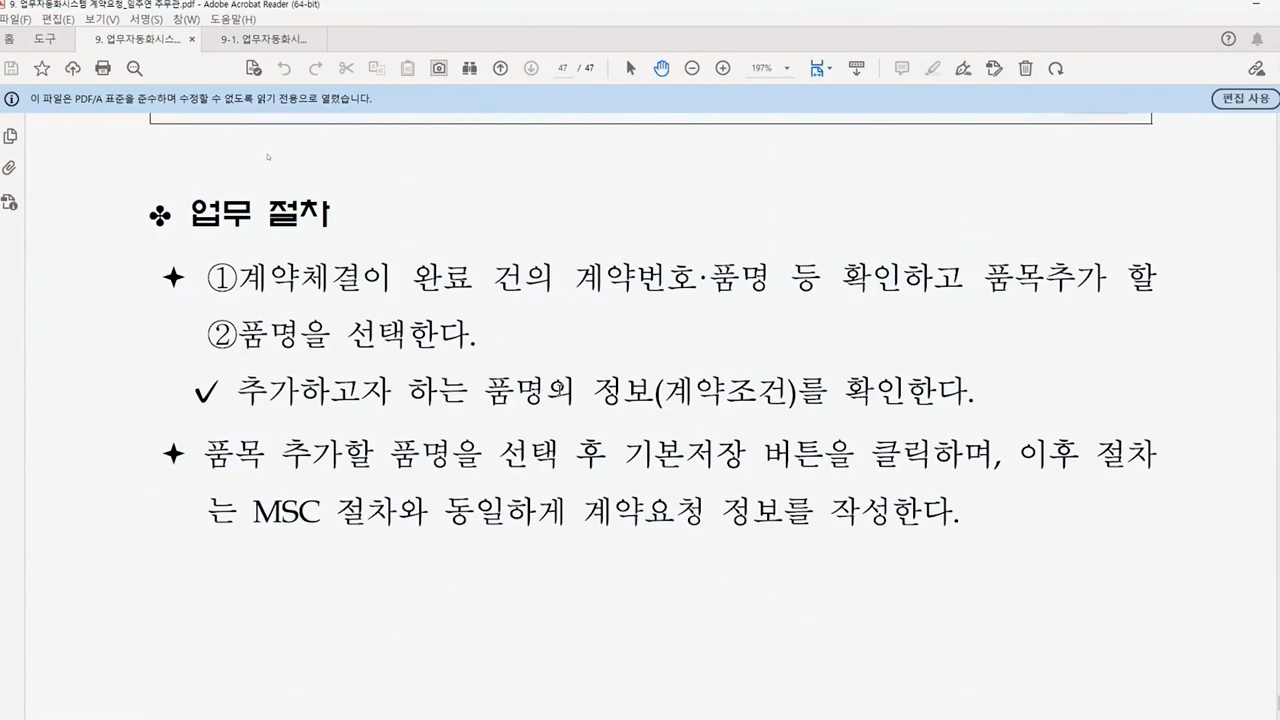 9. 업무자동화시스템 계약요청_임주연 주무관.pdf - Adobe Acrobat Reader (64-bit)
파일(F) 편집(E) 보기(V) 서명(S) 창(W) 도움말(H)
홈 도구 9. 업무자동화시스... × 9-1. 업무자동화시...
47 / 47 197%
이 파일은 PDF/A 표준을 준수하며 수정할 수 없도록 읽기 전용으로 열렸습니다. 편집 사용
❖ 업무 절차
✦ ①계약체결이 완료 건의 계약번호·품명 등 확인하고 품목추가 할
②품명을 선택한다.
✓ 추가하고자 하는 품명의 정보(계약조건)를 확인한다.
✦ 품목 추가할 품명을 선택 후 기본저장 버튼을 클릭하며, 이후 절차
는 MSC 절차와 동일하게 계약요청 정보를 작성한다.